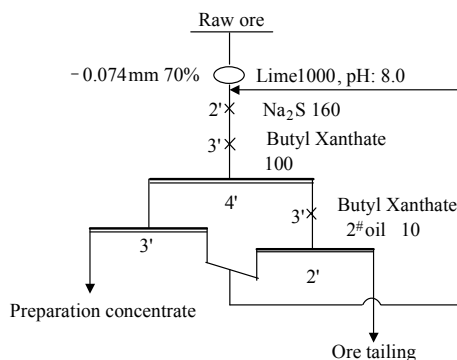 Raw ore
－0.074mm 70%
Lime1000, pH: 8.0
2'
Na₂S 160
3'
Butyl Xanthate
100
4'
3'
Butyl Xanthate
2# oil 10
3'
2'
Preparation concentrate
Ore tailing